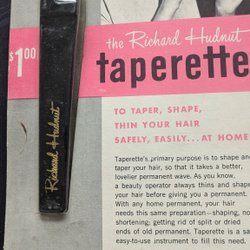 $1.00
the Richard Hudnut
taperette
Richard Hudnut
TO TAPER, SHAPE,
THIN YOUR HAIR
SAFELY, EASILY...AT HOME
Taperette's primary purpose is to shape and
taper your hair, so that it takes a better,
lovelier permanent wave. As you know,
a beauty operator always thins and shapes
your hair before giving you a permanent.
With any home permanent, your hair
needs this same preparation—shaping, no
shortening; getting rid of split or dried
ends of old permanent. Taperette is a sa
easy-to-use instrument to fill this need.